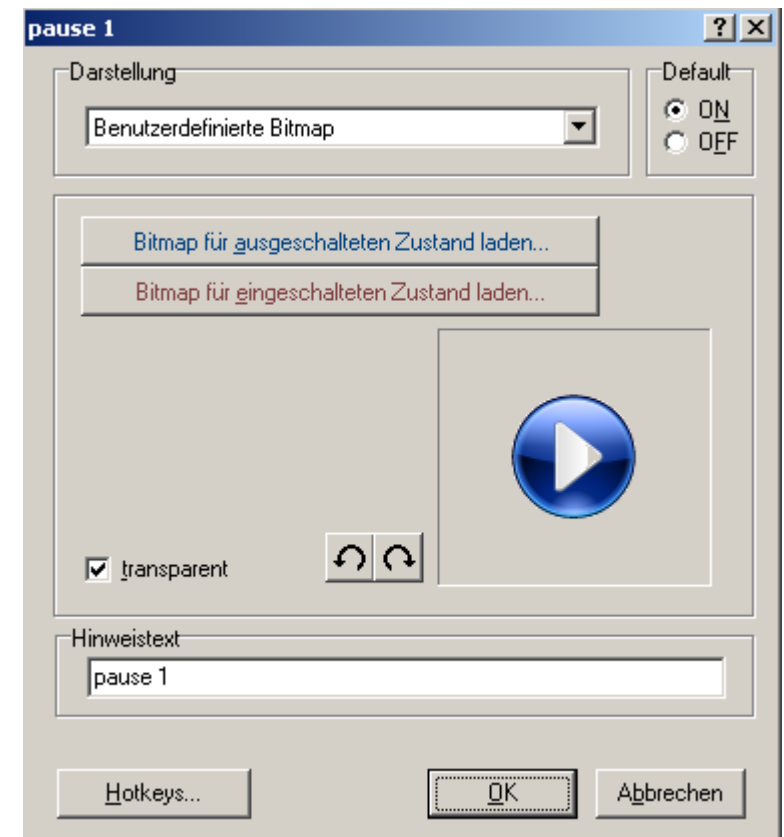 pause 1
Darstellung
Default
Benutzerdefinierte Bitmap
ON
OFF
Bitmap für ausgeschalteten Zustand laden...
Bitmap für eingeschalteten Zustand laden...
transparent
Hinweistext
pause 1
Hotkeys...
OK
Abbrechen